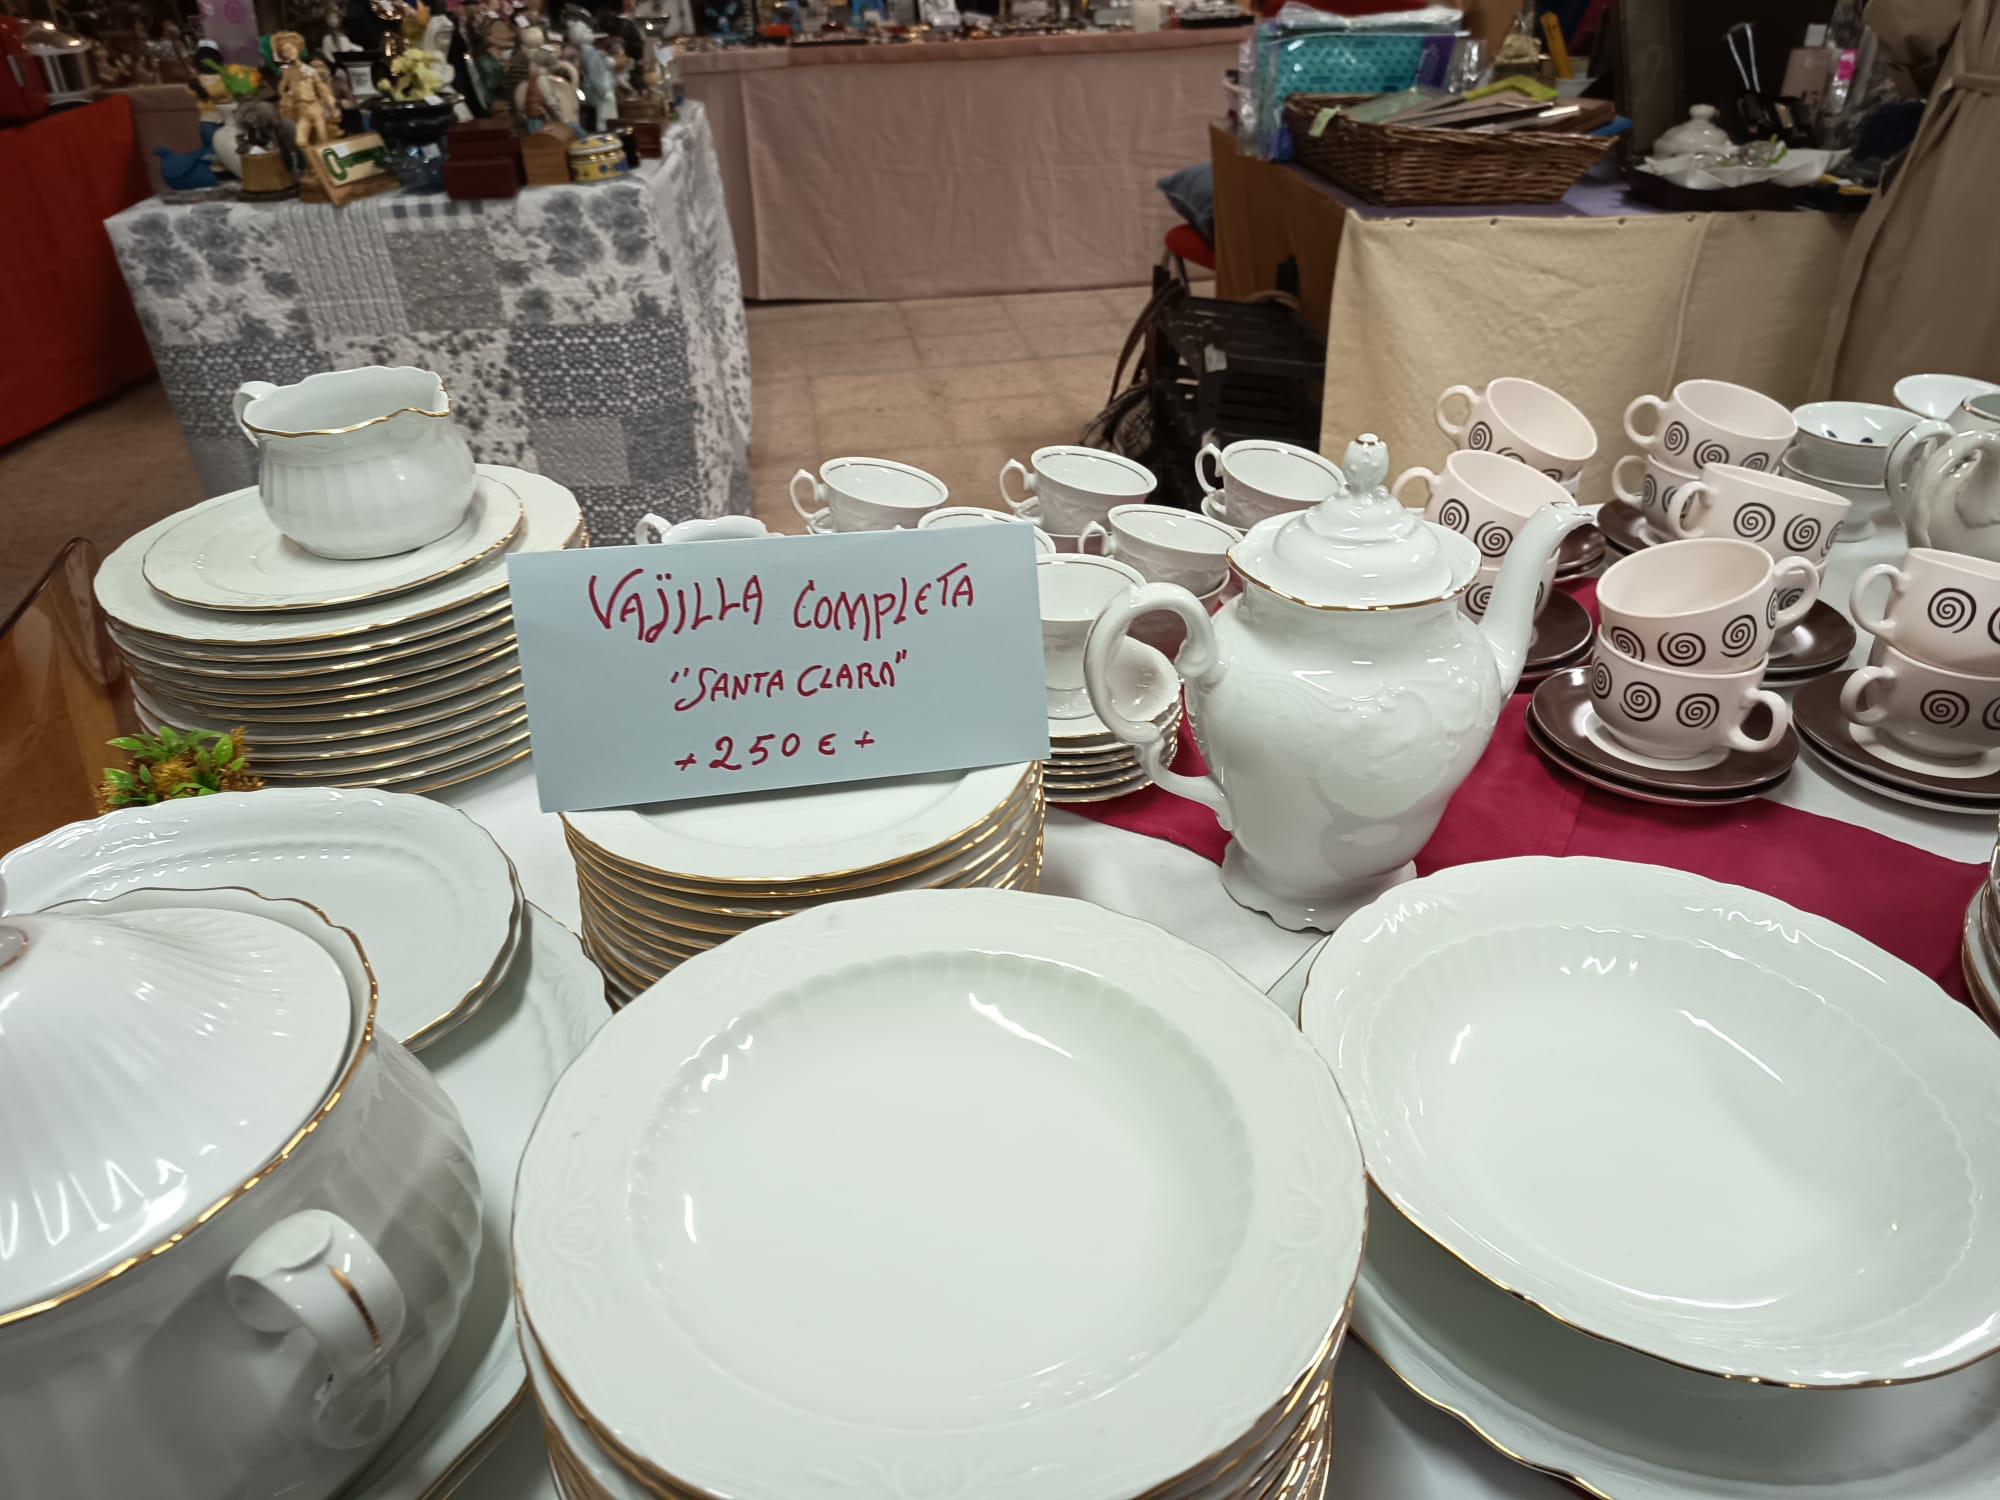 VAJILLA COMPLETA
"SANTA CLARA"
+250 € +